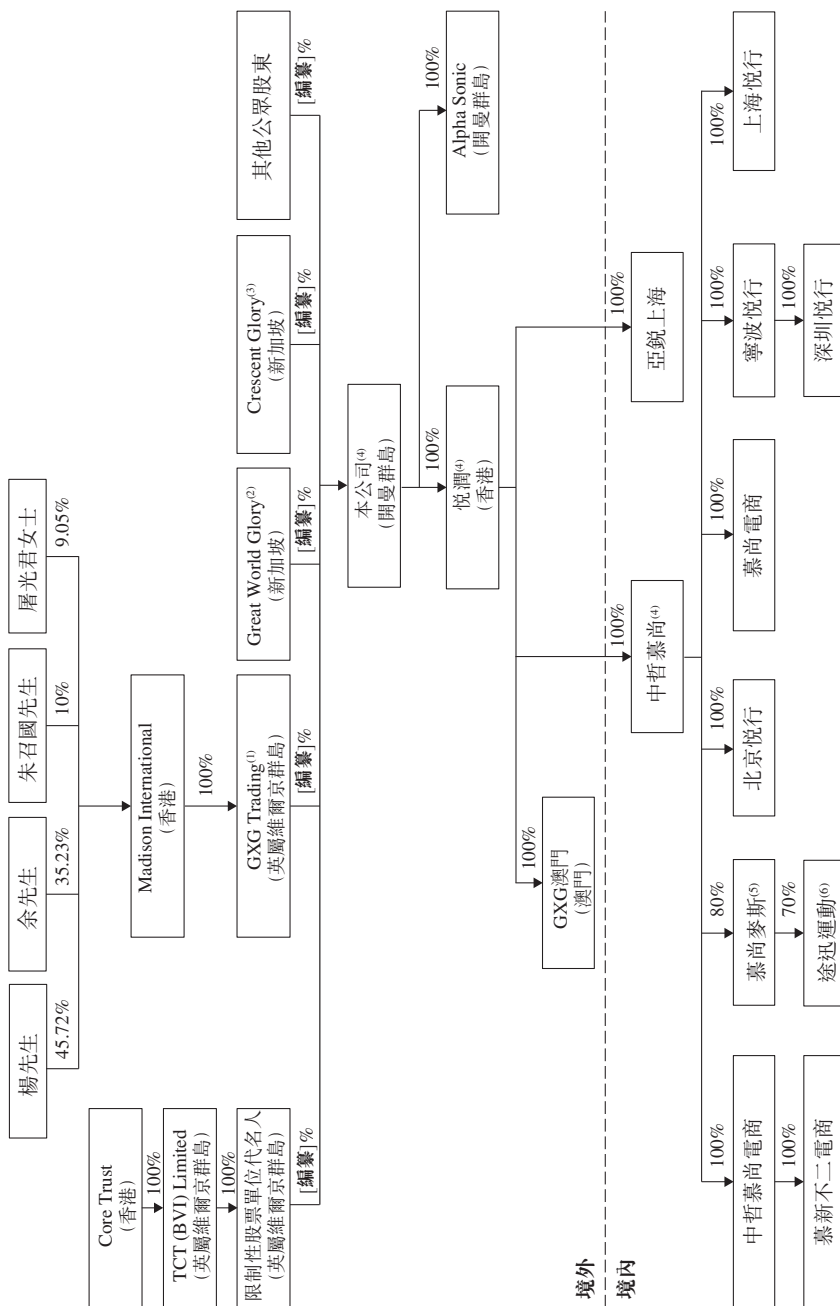 楊先生
余先生
朱召國先生
屠光君女士
45.72%
35.23%
10%
9.05%
Core Trust
(香港)
100%
TCT (BVI) Limited
(英屬維爾京群島)
100%
Madison International
(香港)
100%
限制性股票單位代名人
(英屬維爾京群島)
GXG Trading(1)
(英屬維爾京群島)
Great World Glory(2)
(新加坡)
Crescent Glory(3)
(新加坡)
其他公眾股東
[編纂]%
[編纂]%
[編纂]%
[編纂]%
[編纂]%
本公司(4)
(開曼群島)
100%
100%
悅潤(4)
(香港)
Alpha Sonic
(開曼群島)
100%
GXG澳門
(澳門)
境外
境內
100%
100%
中哲慕尚(4)
亞銳上海
100%
80%
100%
100%
100%
100%
中哲慕尚電商
慕尚麥斯(5)
北京悅行
慕尚電商
寧波悅行
上海悅行
100%
70%
100%
慕新不二電商
途迅運動(6)
深圳悅行